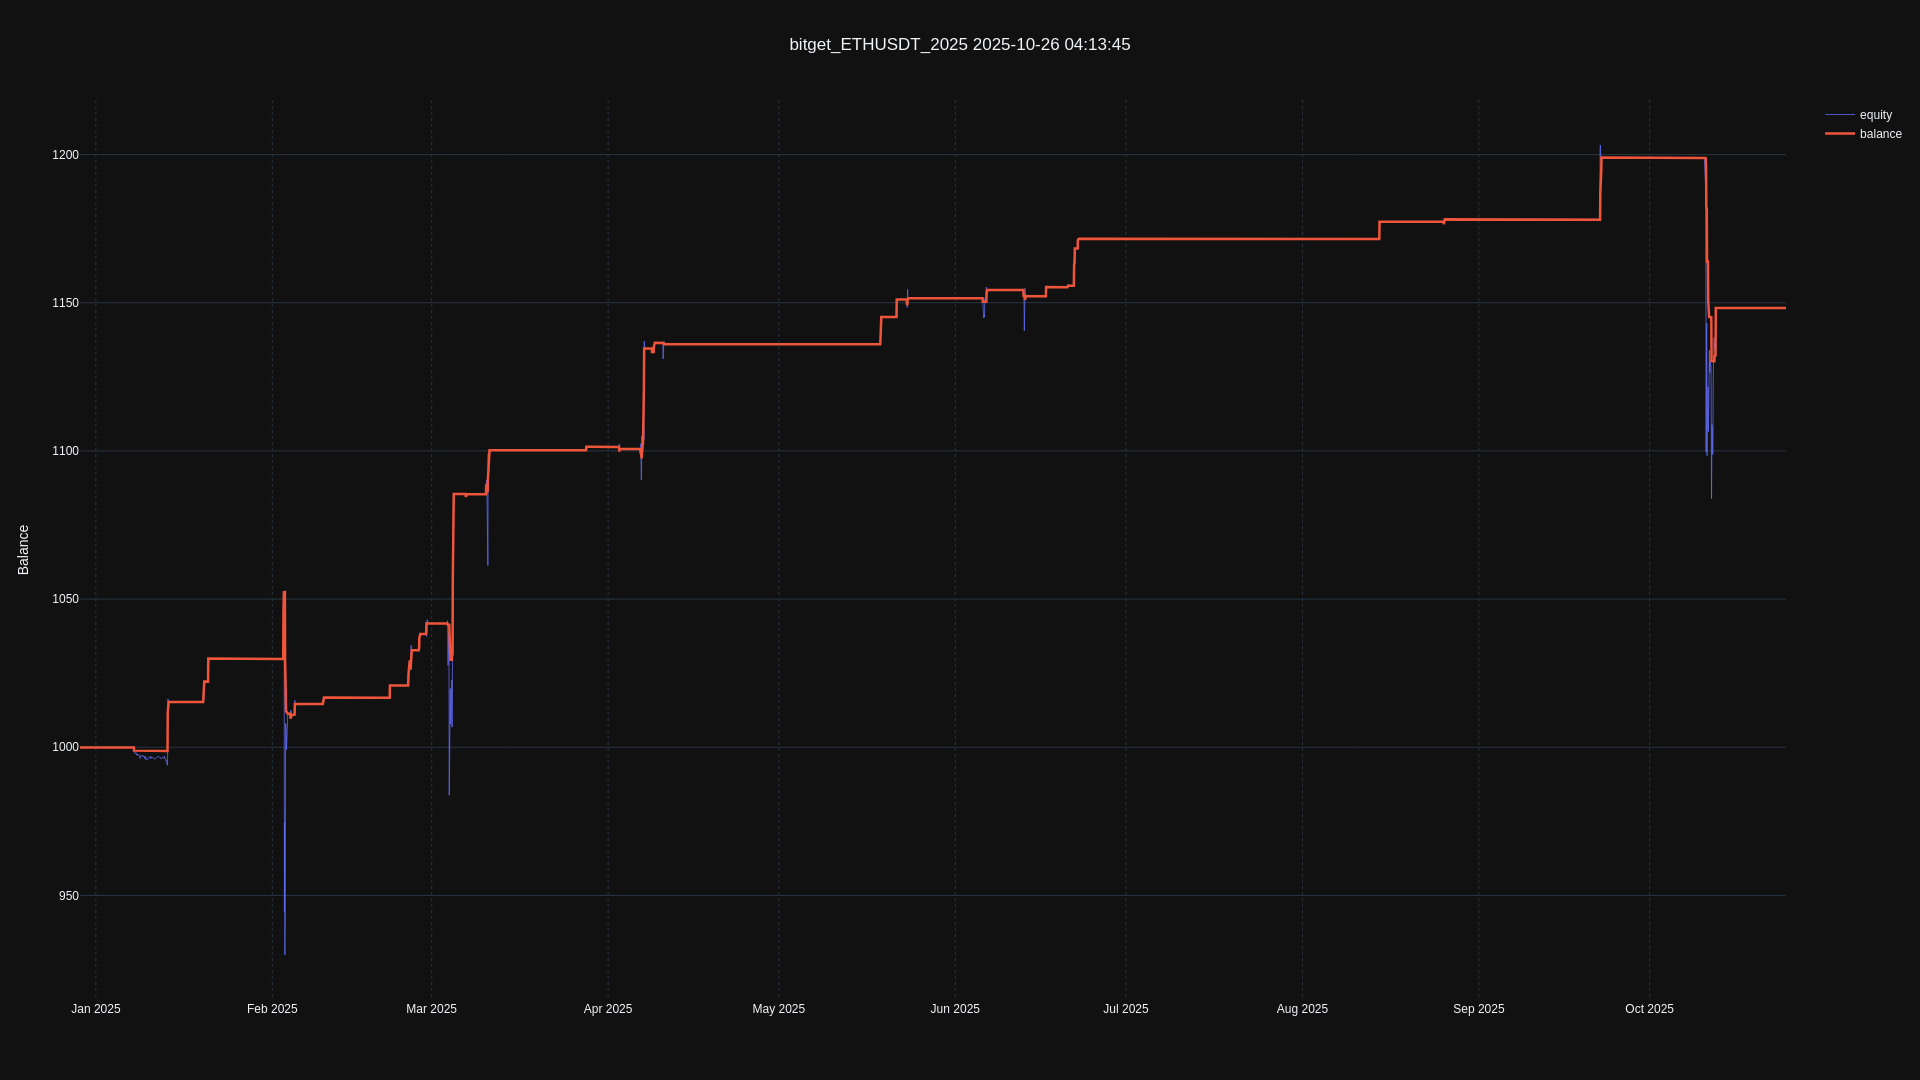 bitget_ETHUSDT_2025 2025-10-26 04:13:45
equity
balance
1200
1150
1100
1050
1000
950
Balance
Jan 2025
Feb 2025
Mar 2025
Apr 2025
May 2025
Jun 2025
Jul 2025
Aug 2025
Sep 2025
Oct 2025